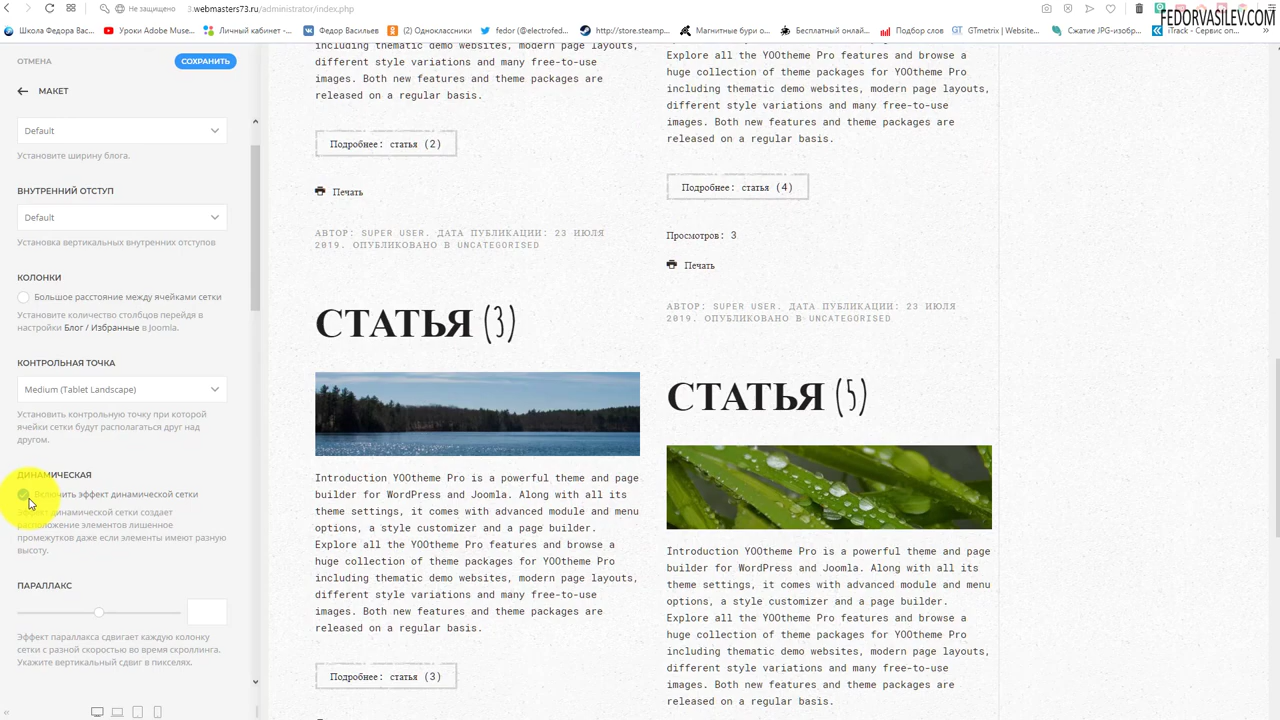 Не защищено
3.webmasters73.ru/administrator/index.php
FEDORVASILEV.COM
Школа Федора Вас...
Уроки Adobe Muse...
Личный кабинет -...
Федор Васильев
(2) Одноклассники
fedor (@electrofed...
http://store.steamp...
Магнитные бури о...
Бесплатный онлай...
Подбор слов
GTmetrix | Website...
Сжатие JPG-изобр...
iTrack - Сервис оп...
ОТМЕНА
СОХРАНИТЬ
МАКЕТ
Default
Установите ширину блога.
ВНУТРЕННИЙ ОТСТУП
Default
Установка вертикальных внутренних отступов
КОЛОНКИ
Большое расстояние между ячейками сетки
Установите количество столбцов перейдя в
настройки Блог / Избранные в Joomla.
КОНТРОЛЬНАЯ ТОЧКА
Medium (Tablet Landscape)
Установить контрольную точку при которой
ячейки сетки будут располагаться друг над
другом.
ДИНАМИЧЕСКАЯ
Включить эффект динамической сетки
Эффект динамической сетки создает
расположение элементов лишенное
промежутков даже если элементы имеют разную
высоту.
ПАРАЛЛАКС
Эффект параллакса сдвигает каждую колонку
сетки с разной скоростью во время скроллинга.
Укажите вертикальный сдвиг в пикселях.
including thematic demo websites, modern page layouts,
different style variations and many free-to-use
images. Both new features and theme packages are
released on a regular basis.
Подробнее: статья (2)
Печать
АВТОР: SUPER USER. ДАТА ПУБЛИКАЦИИ: 23 ИЮЛЯ
2019. ОПУБЛИКОВАНО В UNCATEGORISED
СТАТЬЯ (3)
Introduction YOOtheme Pro is a powerful theme and page
builder for WordPress and Joomla. Along with all its
theme settings, it comes with advanced module and menu
options, a style customizer and a page builder.
Explore all the YOOtheme Pro features and browse a
huge collection of theme packages for YOOtheme Pro
including thematic demo websites, modern page layouts,
different style variations and many free-to-use
images. Both new features and theme packages are
released on a regular basis.
Подробнее: статья (3)
Explore all the YOOtheme Pro features and browse a
huge collection of theme packages for YOOtheme Pro
including thematic demo websites, modern page layouts,
different style variations and many free-to-use
images. Both new features and theme packages are
released on a regular basis.
Подробнее: статья (4)
Просмотров: 3
Печать
АВТОР: SUPER USER. ДАТА ПУБЛИКАЦИИ: 23 ИЮЛЯ
2019. ОПУБЛИКОВАНО В UNCATEGORISED
СТАТЬЯ (5)
Introduction YOOtheme Pro is a powerful theme and page
builder for WordPress and Joomla. Along with all its
theme settings, it comes with advanced module and menu
options, a style customizer and a page builder.
Explore all the YOOtheme Pro features and browse a
huge collection of theme packages for YOOtheme Pro
including thematic demo websites, modern page layouts,
different style variations and many free-to-use
images. Both new features and theme packages are
released on a regular basis.